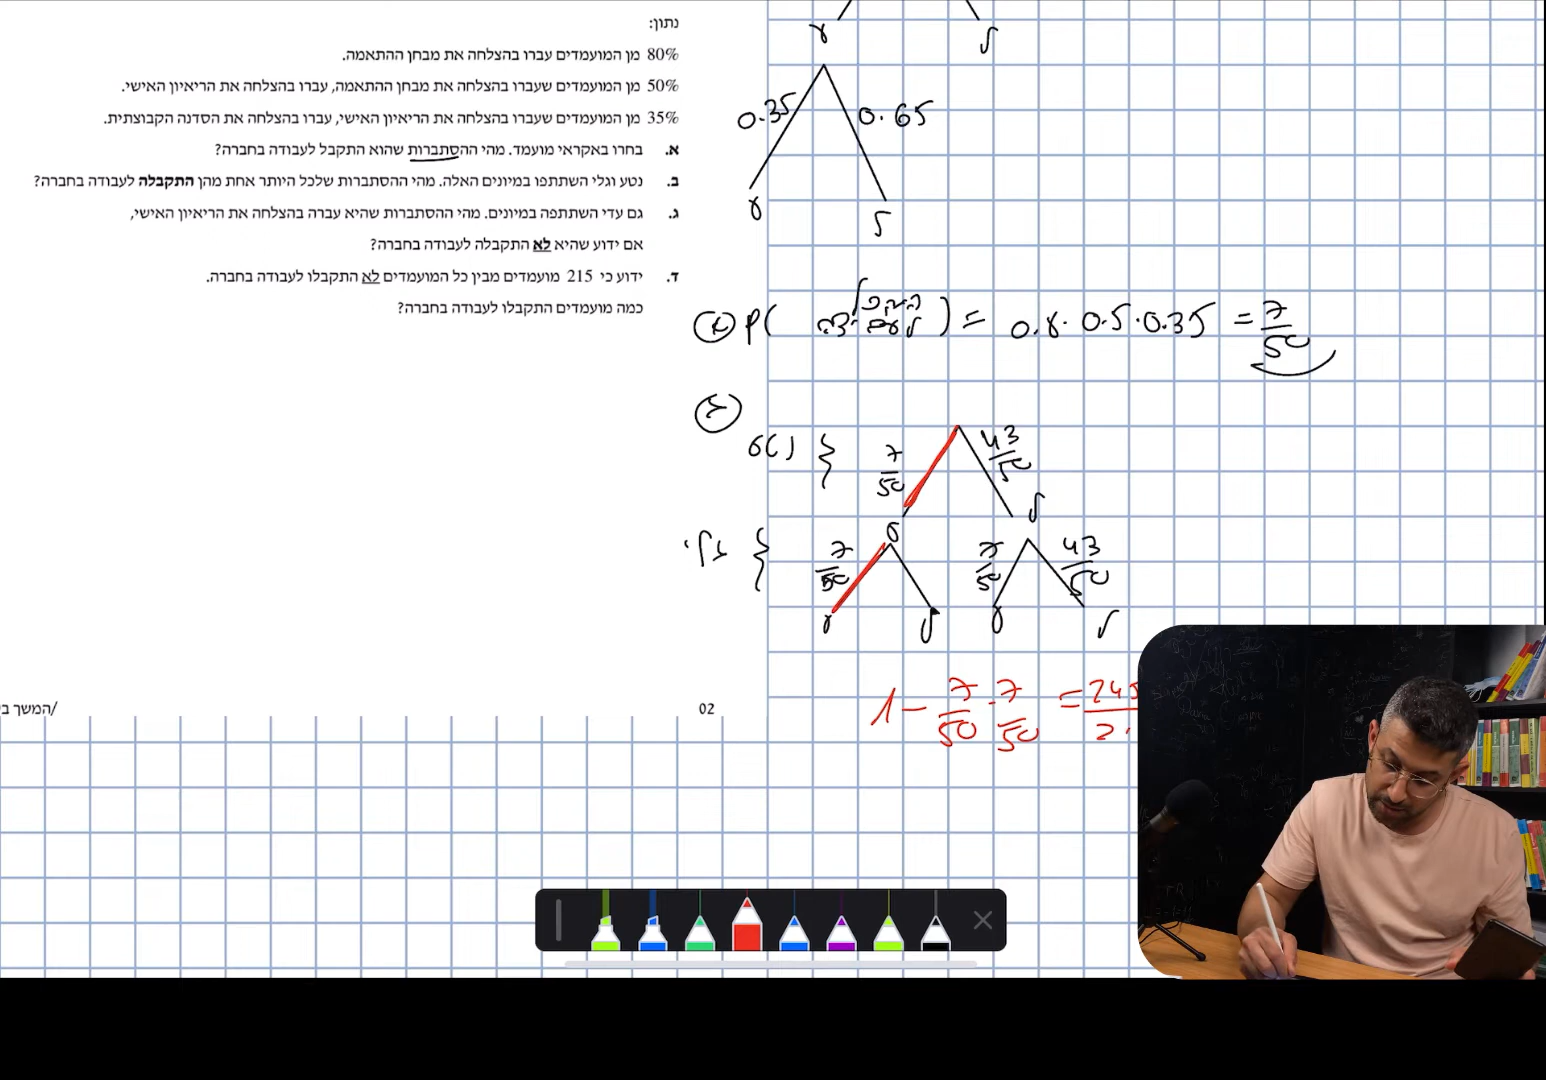 נתון:
80% מן המועמדים עברו בהצלחה את מבחן ההתאמה.
50% מן המועמדים שעברו בהצלחה את מבחן ההתאמה, עברו בהצלחה את הריאיון האישי.
35% מן המועמדים שעברו בהצלחה את הריאיון האישי, עברו בהצלחה את הסדנה הקבוצתית.
א. בחרו באקראי מועמד. מהי ההסתברות שהוא התקבל לעבודה בחברה?
ב. נטע וגלי השתתפו במיונים האלה. מהי ההסתברות שלכל היותר אחת מהן התקבלה לעבודה בחברה?
ג. גם עדי השתתפה במיונים. מהי ההסתברות שהיא עברה בהצלחה את הריאיון האישי,
אם ידוע שהיא לא התקבלה לעבודה בחברה?
ד. ידוע כי 215 מועמדים מבין כל המועמדים לא התקבלו לעבודה בחברה.
כמה מועמדים התקבלו לעבודה בחברה?
/המשך ב
02
0.35 0.65
א P( ) = 0.8 · 0.5 · 0.35 = 7/50
ב
נטע } 7/50 43/50
גלי } 7/50 7/50 43/50
1 - 7/50 · 7/50 =